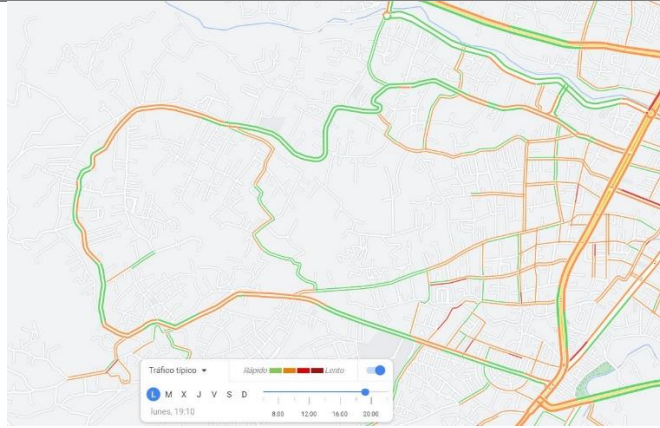 Tráfico típico
Rápido
Lento
L M X J V S D
8:00 12:00 16:00 20:00
lunes, 19:10